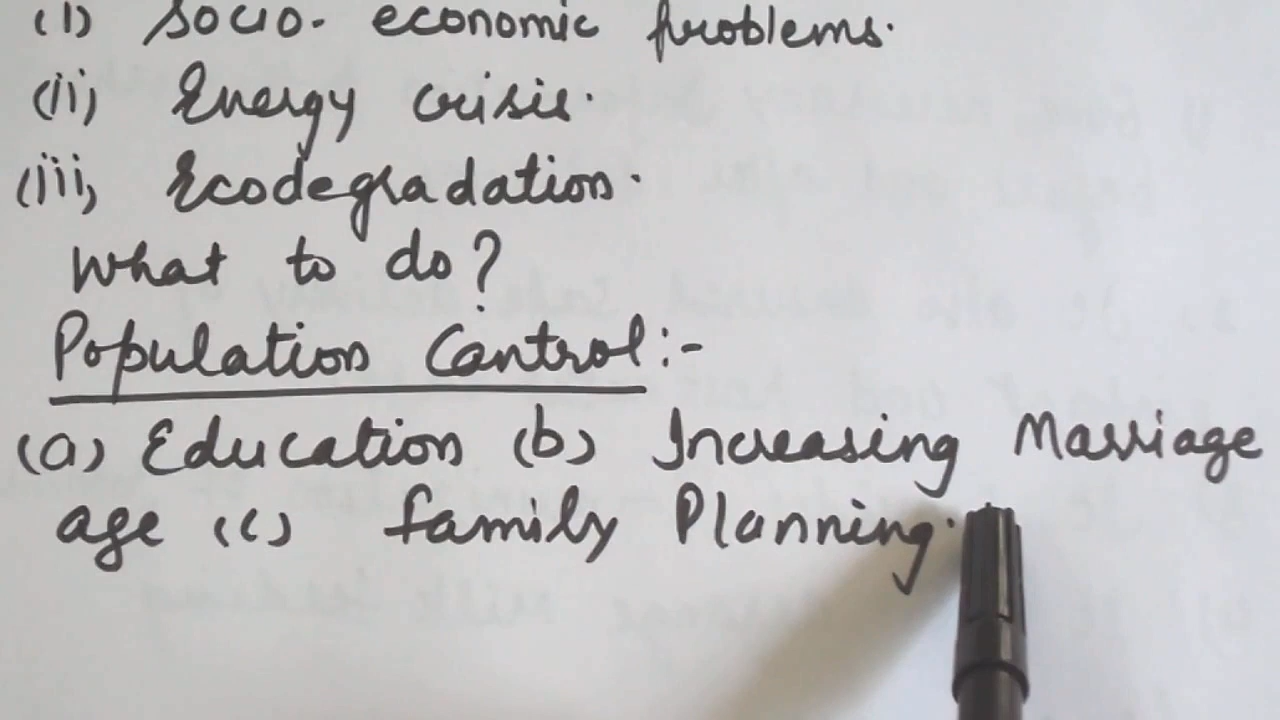 (i) Socio- economic problems.
(ii) Energy crisis.
(iii) Ecodegradation.
What to do?
Population Control:-
(a) Education (b) Increasing Marriage
age (c) family Planning.